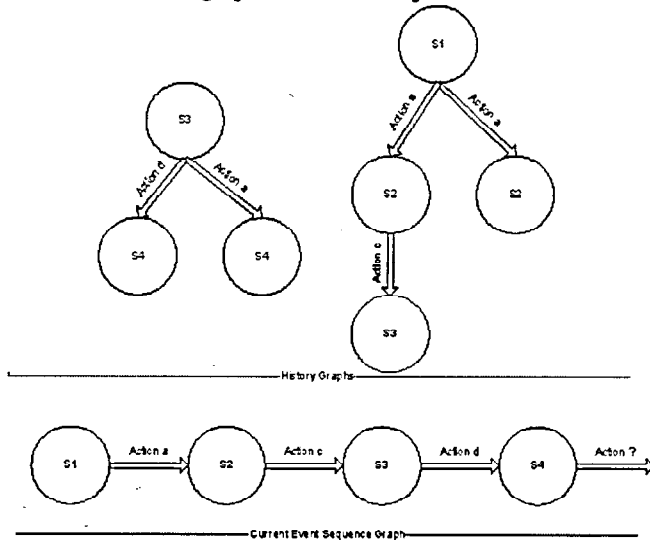 S1
S3
Action a
Action a
Action d
Action a
S2
S4
S4
Action c
S3
History Graphs
S1
Action a
S2
Action c
S3
Action d
S4
Action ?
Current Event Sequence Graph